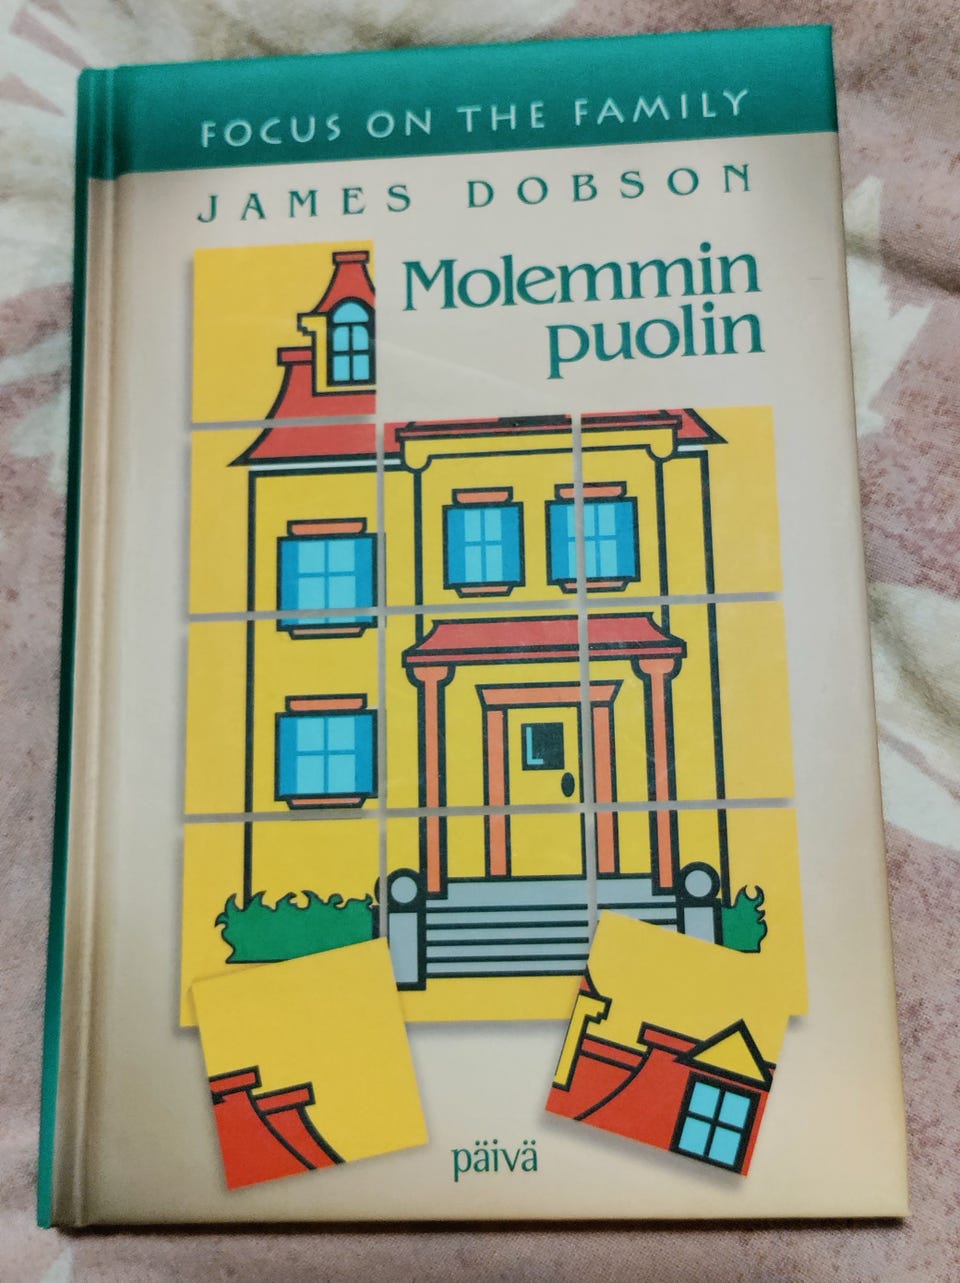 FOCUS ON THE FAMILY
JAMES DOBSON
Molemmin
puolin
päivä